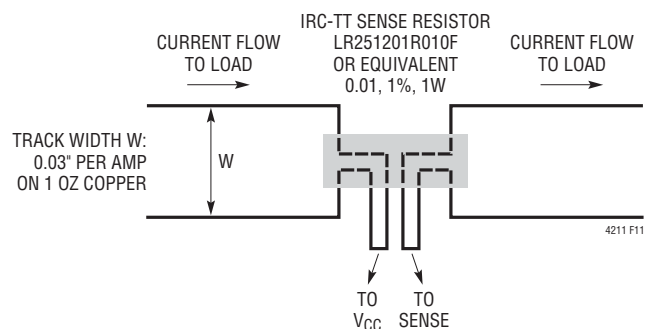 IRC-TT SENSE RESISTOR
LR251201R010F
OR EQUIVALENT
0.01, 1%, 1W
CURRENT FLOW
TO LOAD
CURRENT FLOW
TO LOAD
TRACK WIDTH W:
0.03" PER AMP
ON 1 OZ COPPER
W
4211 F11
TO
VCC
TO
SENSE